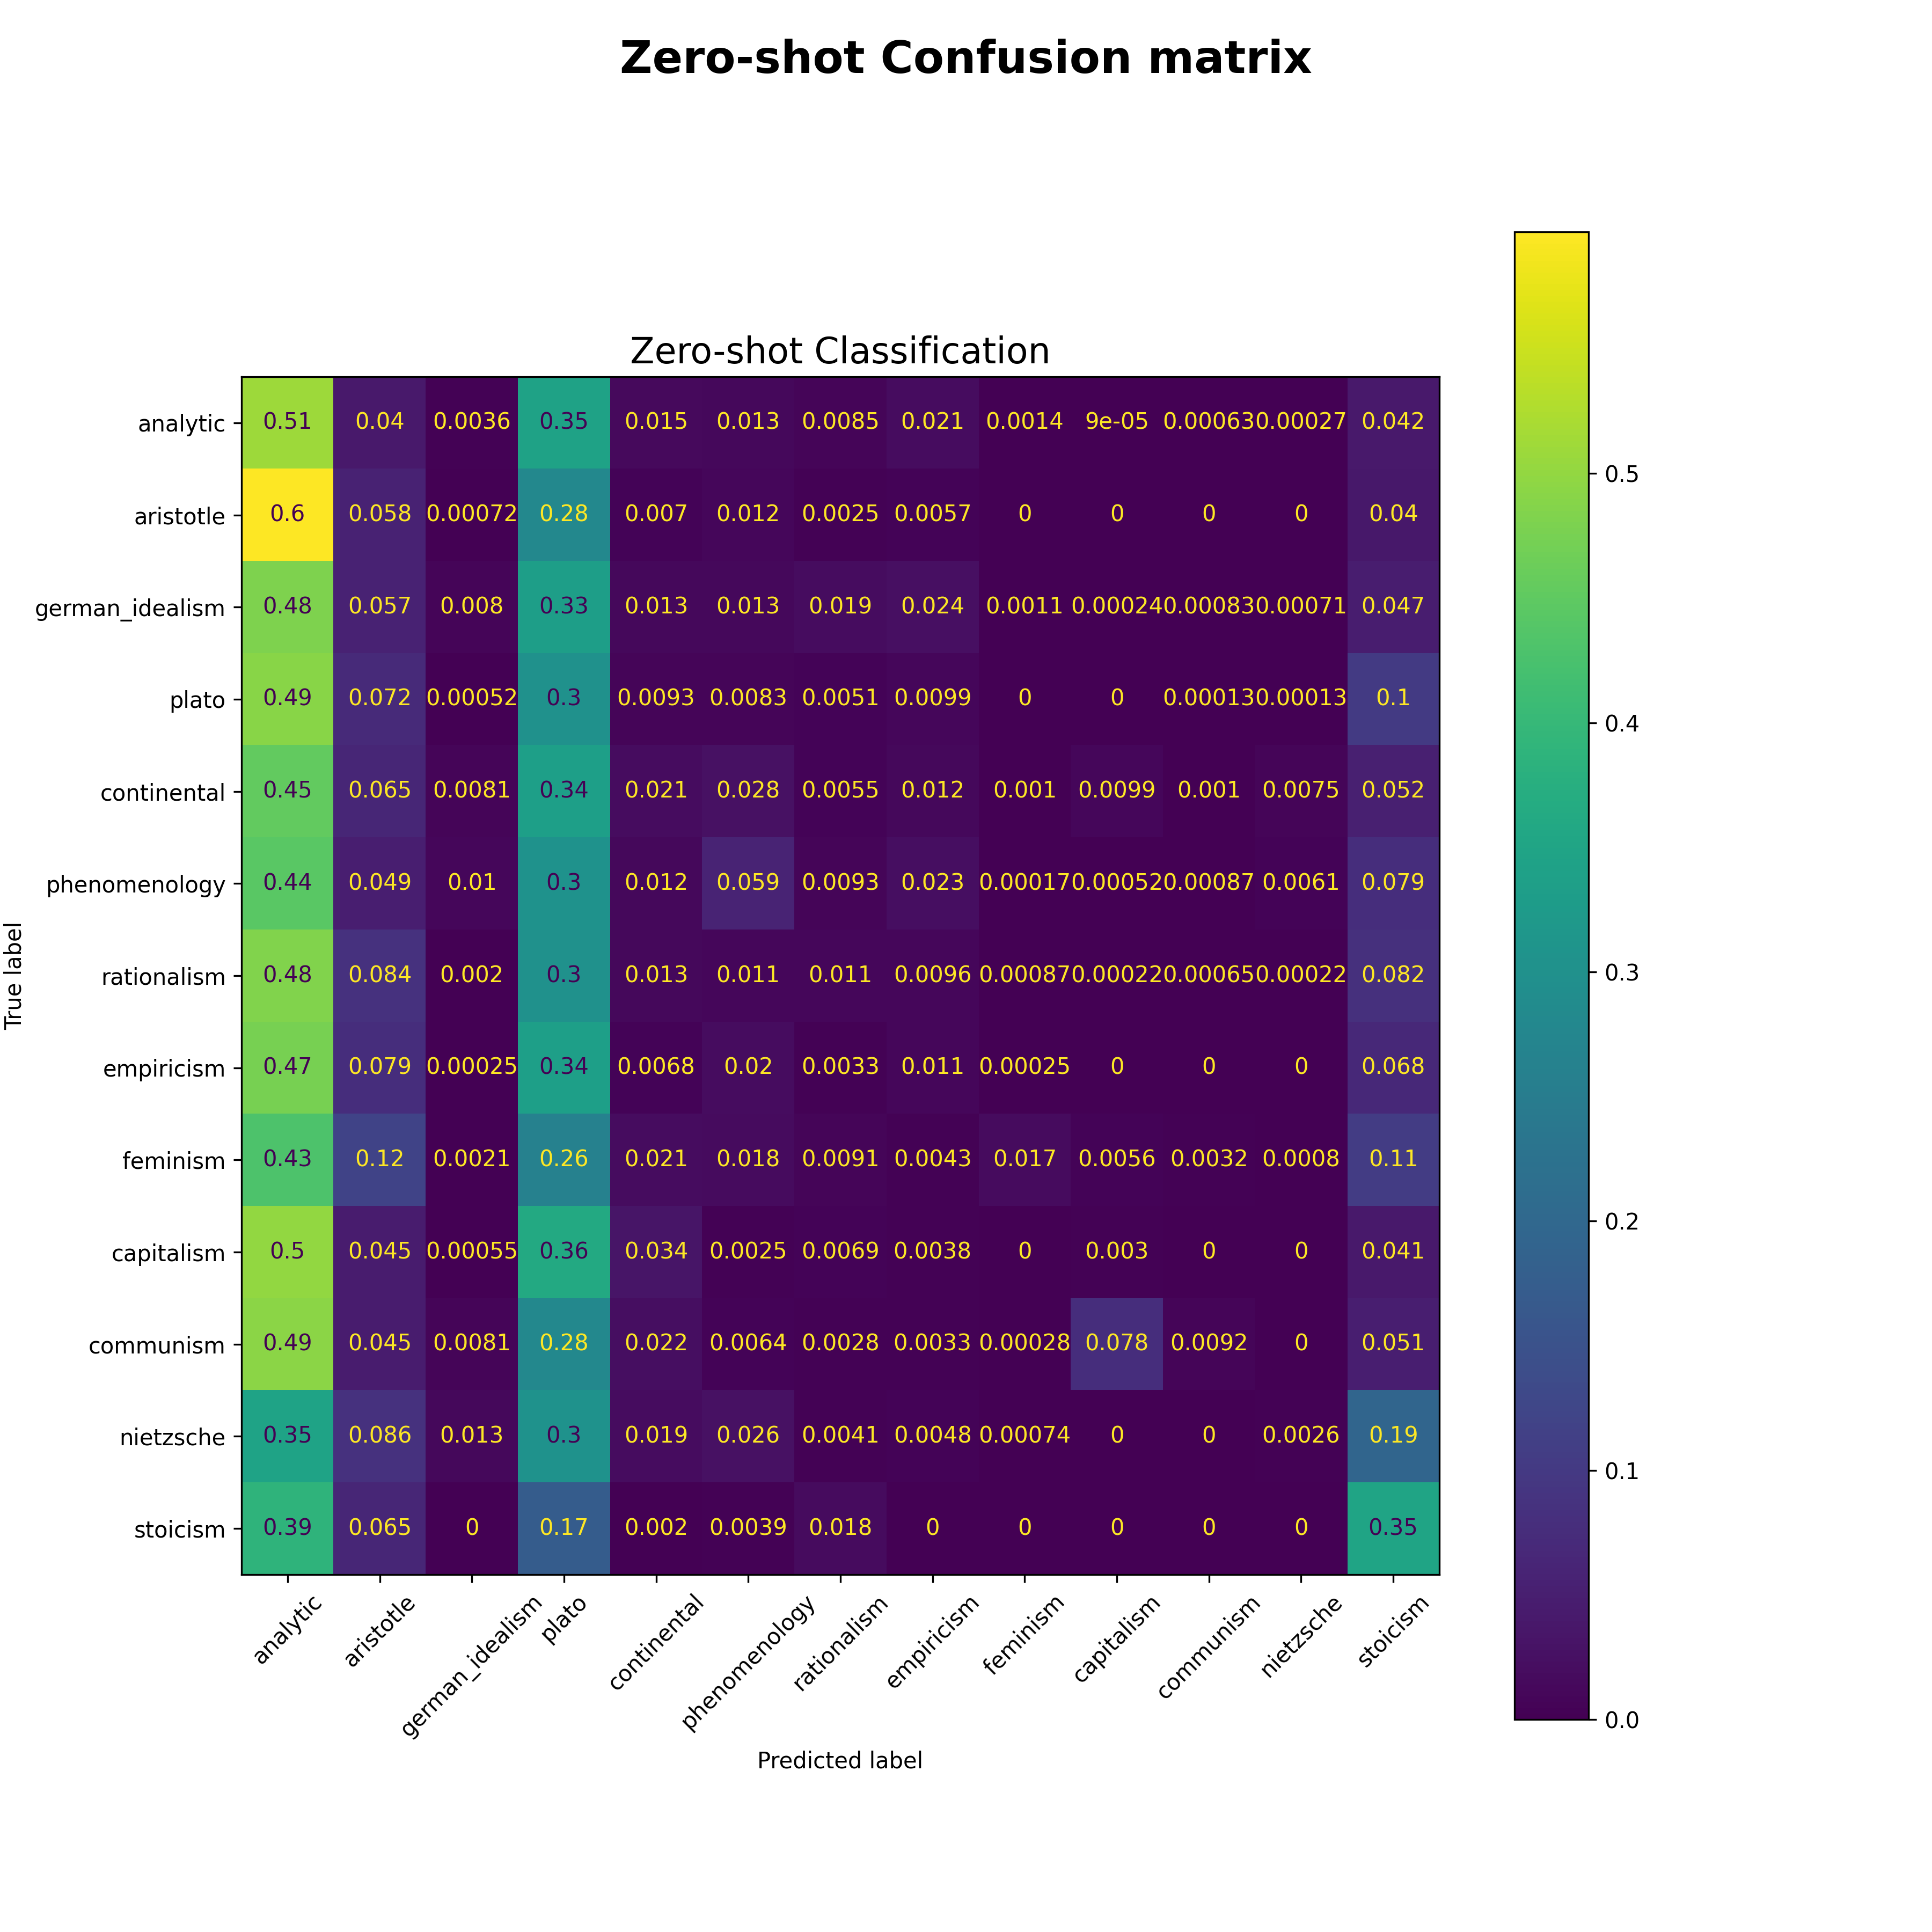 Zero-shot Confusion matrix
Zero-shot Classification
analytic 0.51 0.04 0.0036 0.35 0.015 0.013 0.0085 0.021 0.0014 9e-05 0.00063 0.00027 0.042
aristotle 0.6 0.058 0.00072 0.28 0.007 0.012 0.0025 0.0057 0 0 0 0 0.04
german_idealism 0.48 0.057 0.008 0.33 0.013 0.013 0.019 0.024 0.0011 0.00024 0.00083 0.00071 0.047
plato 0.49 0.072 0.00052 0.3 0.0093 0.0083 0.0051 0.0099 0 0 0.00013 0.00013 0.1
continental 0.45 0.065 0.0081 0.34 0.021 0.028 0.0055 0.012 0.001 0.0099 0.001 0.0075 0.052
phenomenology 0.44 0.049 0.01 0.3 0.012 0.059 0.0093 0.023 0.00017 0.00052 0.00087 0.0061 0.079
rationalism 0.48 0.084 0.002 0.3 0.013 0.011 0.011 0.0096 0.00087 0.00022 0.00065 0.00022 0.082
empiricism 0.47 0.079 0.00025 0.34 0.0068 0.02 0.0033 0.011 0.00025 0 0 0 0.068
feminism 0.43 0.12 0.0021 0.26 0.021 0.018 0.0091 0.0043 0.017 0.0056 0.0032 0.0008 0.11
capitalism 0.5 0.045 0.00055 0.36 0.034 0.0025 0.0069 0.0038 0 0.003 0 0 0.041
communism 0.49 0.045 0.0081 0.28 0.022 0.0064 0.0028 0.0033 0.00028 0.078 0.0092 0 0.051
nietzsche 0.35 0.086 0.013 0.3 0.019 0.026 0.0041 0.0048 0.00074 0 0 0.0026 0.19
stoicism 0.39 0.065 0 0.17 0.002 0.0039 0.018 0 0 0 0 0 0.35
True label
analytic aristotle german_idealism plato continental phenomenology rationalism empiricism feminism capitalism communism nietzsche stoicism
Predicted label
0.5
0.4
0.3
0.2
0.1
0.0